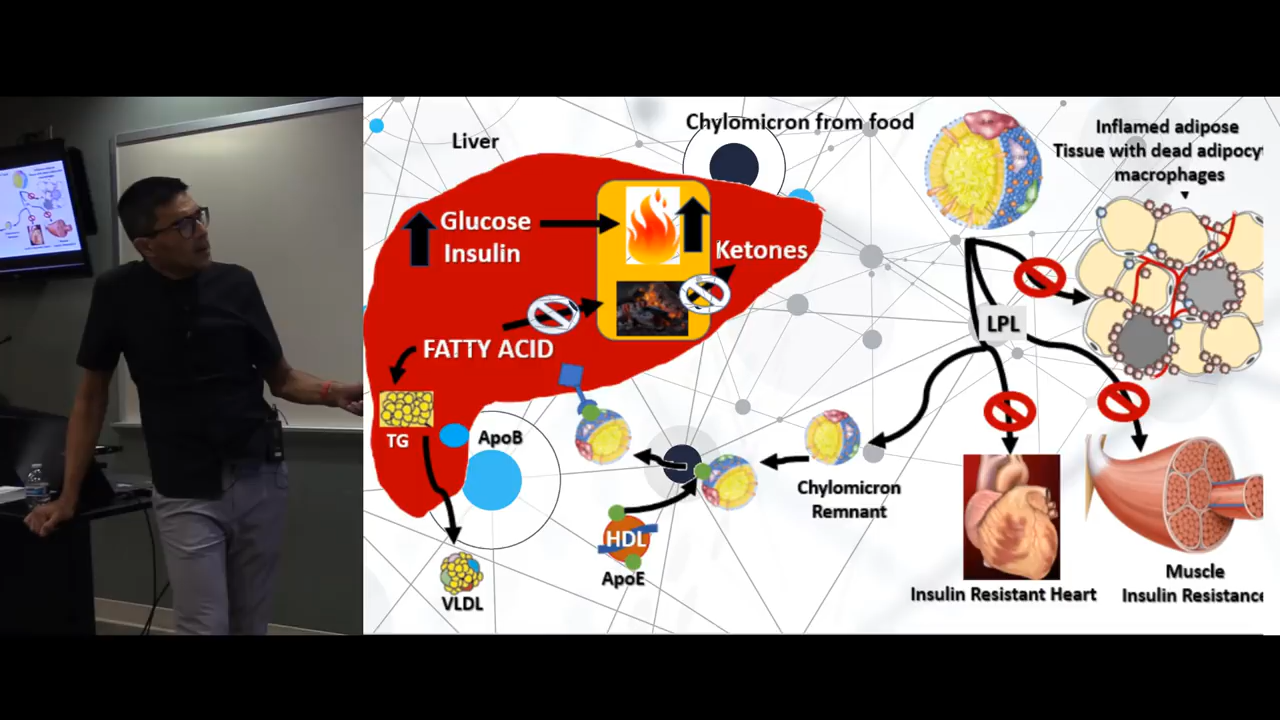 Liver
Chylomicron from food
Inflamed adipose
Tissue with dead adipocy
macrophages
Glucose
Insulin
Ketones
FATTY ACID
LPL
TG
ApoB
Chylomicron
Remnant
HDL
ApoE
VLDL
Insulin Resistant Heart
Muscle
Insulin Resistance